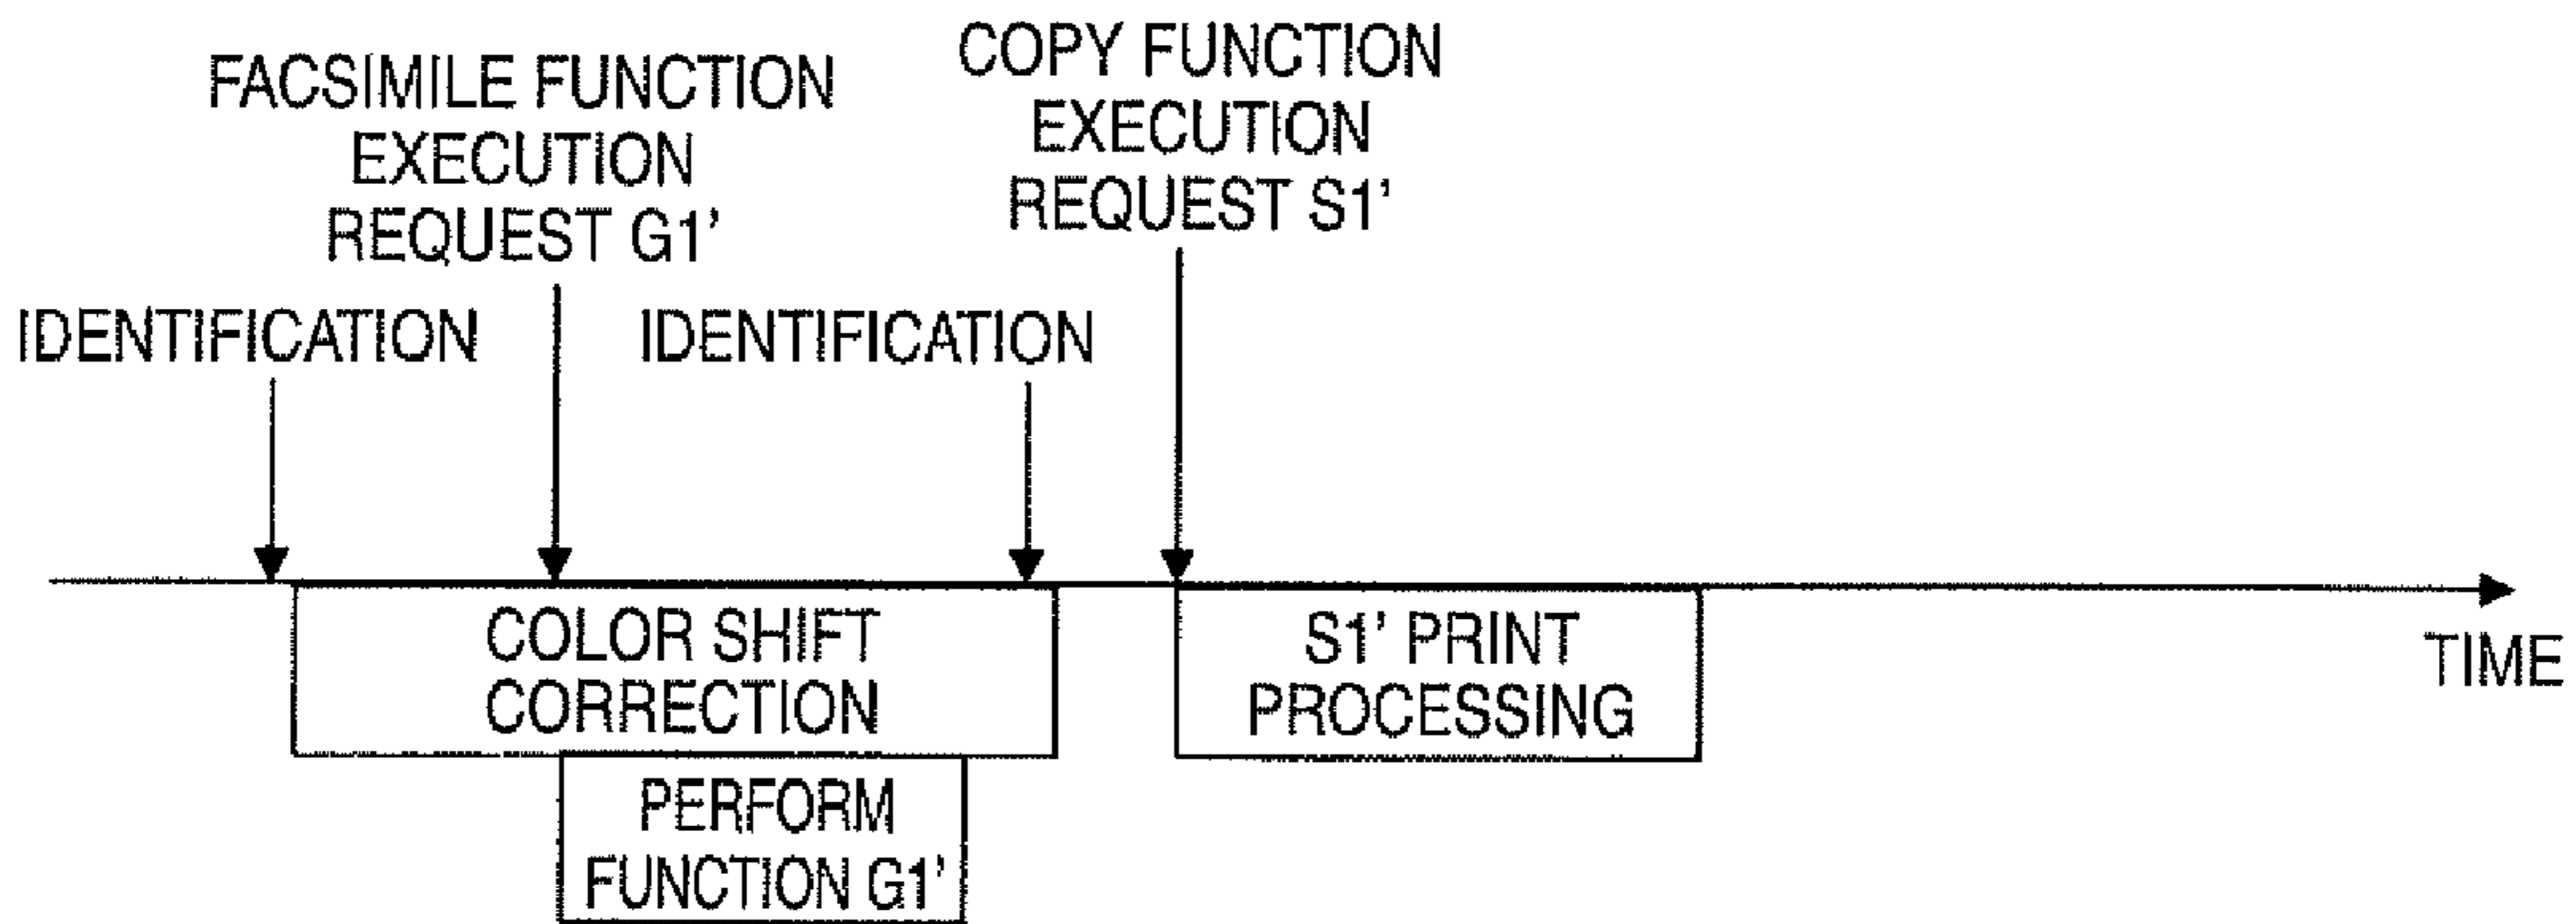 FACSIMILE FUNCTION
EXECUTION
REQUEST G1'
COPY FUNCTION
EXECUTION
REQUEST S1'
IDENTIFICATION
IDENTIFICATION
COLOR SHIFT
CORRECTION
S1' PRINT
PROCESSING
TIME
PERFORM
FUNCTION G1'